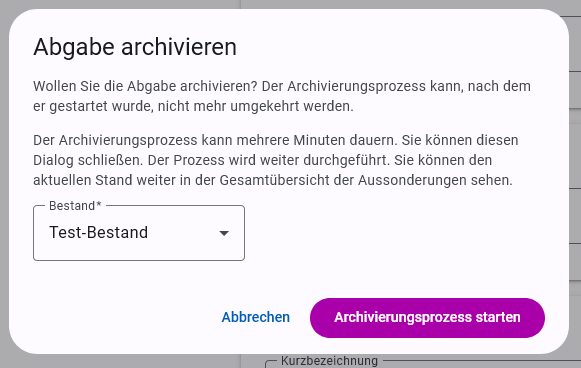 Abgabe archivieren
Wollen Sie die Abgabe archivieren? Der Archivierungsprozess kann, nach dem
er gestartet wurde, nicht mehr umgekehrt werden.
Der Archivierungsprozess kann mehrere Minuten dauern. Sie können diesen
Dialog schließen. Der Prozess wird weiter durchgeführt. Sie können den
aktuellen Stand weiter in der Gesamtübersicht der Aussonderungen sehen.
Bestand*
Test-Bestand
Abbrechen
Archivierungsprozess starten
Kurzbezeichnung